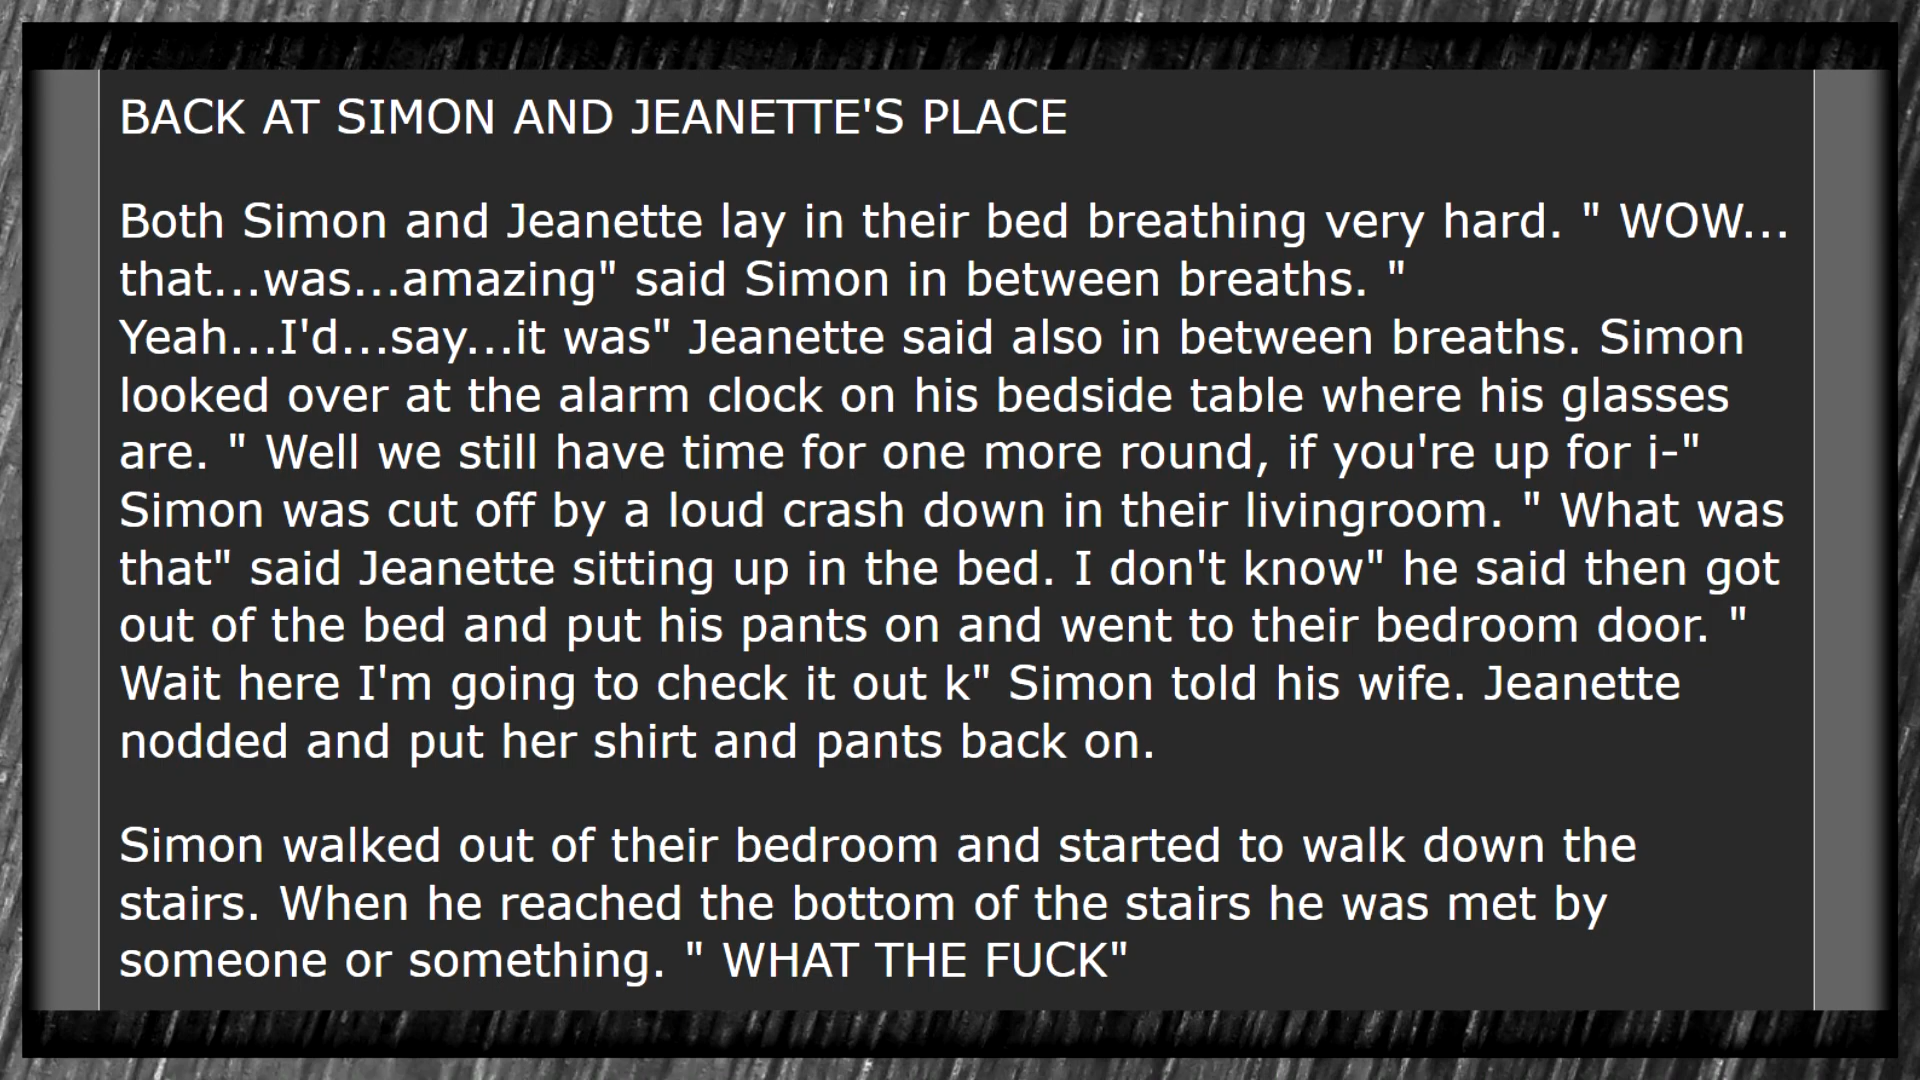 BACK AT SIMON AND JEANETTE'S PLACE
Both Simon and Jeanette lay in their bed breathing very hard. " WOW...
that...was...amazing" said Simon in between breaths. "
Yeah...I'd...say...it was" Jeanette said also in between breaths. Simon
looked over at the alarm clock on his bedside table where his glasses
are. " Well we still have time for one more round, if you're up for i-"
Simon was cut off by a loud crash down in their livingroom. " What was
that" said Jeanette sitting up in the bed. I don't know" he said then got
out of the bed and put his pants on and went to their bedroom door. "
Wait here I'm going to check it out k" Simon told his wife. Jeanette
nodded and put her shirt and pants back on.
Simon walked out of their bedroom and started to walk down the
stairs. When he reached the bottom of the stairs he was met by
someone or something. " WHAT THE FUCK"